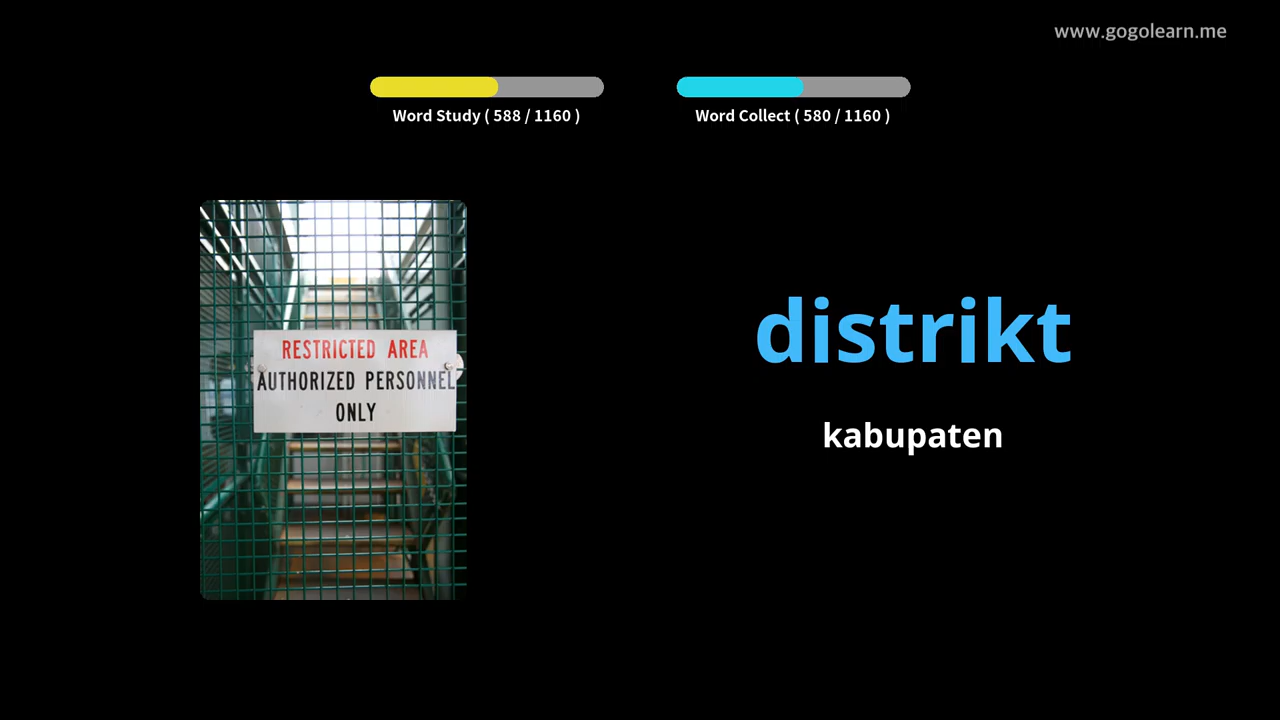 www.gogolearn.me
Word Study ( 588 / 1160 )
Word Collect ( 580 / 1160 )
RESTRICTED AREA
AUTHORIZED PERSONNEL
ONLY
distrikt
kabupaten